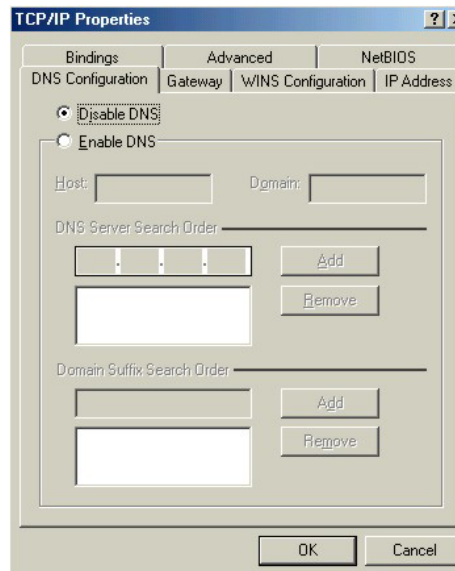 TCP/IP Properties
Bindings Advanced NetBIOS
DNS Configuration Gateway WINS Configuration IP Address
Disable DNS
Enable DNS
Host: Domain:
DNS Server Search Order
. . . Add
Remove
Domain Suffix Search Order
Add
Remove
OK Cancel